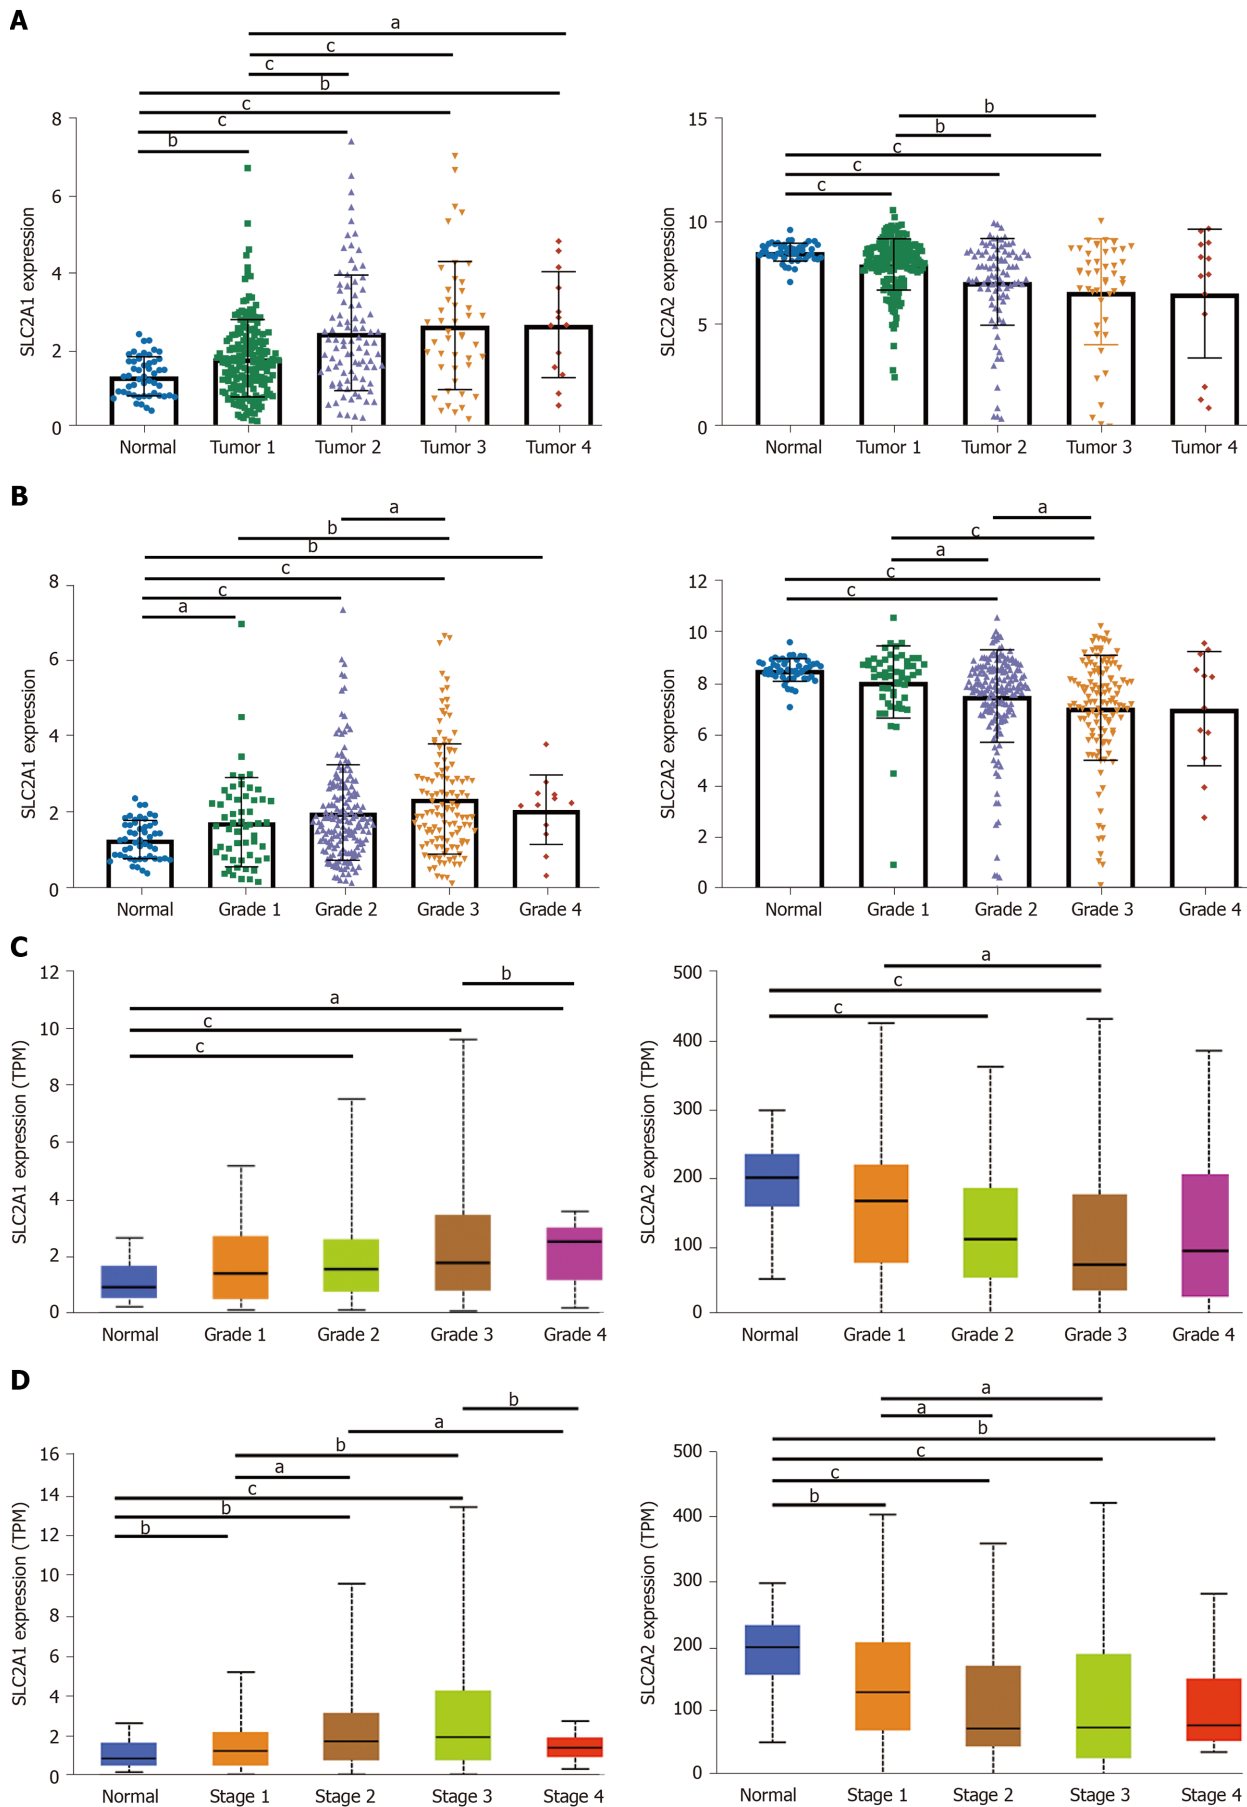 A
a
c
c
b
c
c
b
8
6
4
2
0
SLC2A1 expression
Normal Tumor 1 Tumor 2 Tumor 3 Tumor 4
b
b
c
c
c
15
10
5
0
SLC2A2 expression
Normal Tumor 1 Tumor 2 Tumor 3 Tumor 4
B
a
b
b
c
c
a
8
6
4
2
0
SLC2A1 expression
Normal Grade 1 Grade 2 Grade 3 Grade 4
a
c
a
c
c
12
10
8
6
4
2
0
SLC2A2 expression
Normal Grade 1 Grade 2 Grade 3 Grade 4
C
b
a
c
c
12
10
8
6
4
2
0
SLC2A1 expression (TPM)
Normal Grade 1 Grade 2 Grade 3 Grade 4
a
c
c
500
400
300
200
100
0
SLC2A2 expression (TPM)
Normal Grade 1 Grade 2 Grade 3 Grade 4
D
b
a
b
a
c
b
b
16
14
12
10
8
6
4
2
0
SLC2A1 expression (TPM)
Normal Stage 1 Stage 2 Stage 3 Stage 4
a
a
b
c
c
b
500
400
300
200
100
0
SLC2A2 expression (TPM)
Normal Stage 1 Stage 2 Stage 3 Stage 4